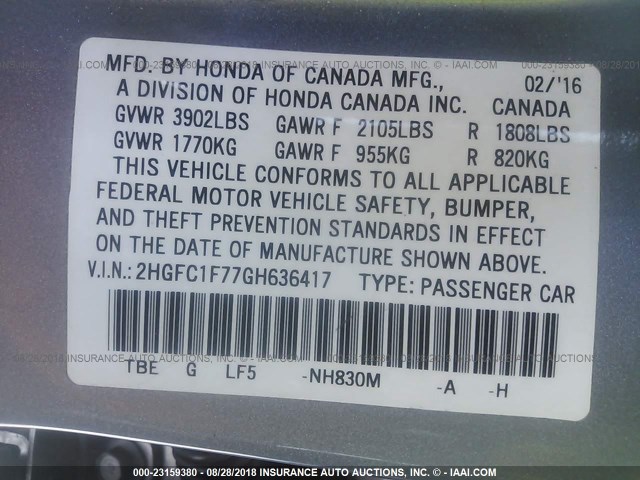 MFD. BY HONDA OF CANADA MFG., 02/'16
A DIVISION OF HONDA CANADA INC. CANADA
GVWR 3902LBS GAWR F 2105LBS R 1808LBS
GVWR 1770KG GAWR F 955KG R 820KG
THIS VEHICLE CONFORMS TO ALL APPLICABLE
FEDERAL MOTOR VEHICLE SAFETY, BUMPER,
AND THEFT PREVENTION STANDARDS IN EFFECT
ON THE DATE OF MANUFACTURE SHOWN ABOVE.
V.I.N.: 2HGFC1F77GH636417 TYPE: PASSENGER CAR
TBE G LF5 -NH830M -A -H
000-23159380 - 08/28/2018 INSURANCE AUTO AUCTIONS, INC. - © - IAAI.COM